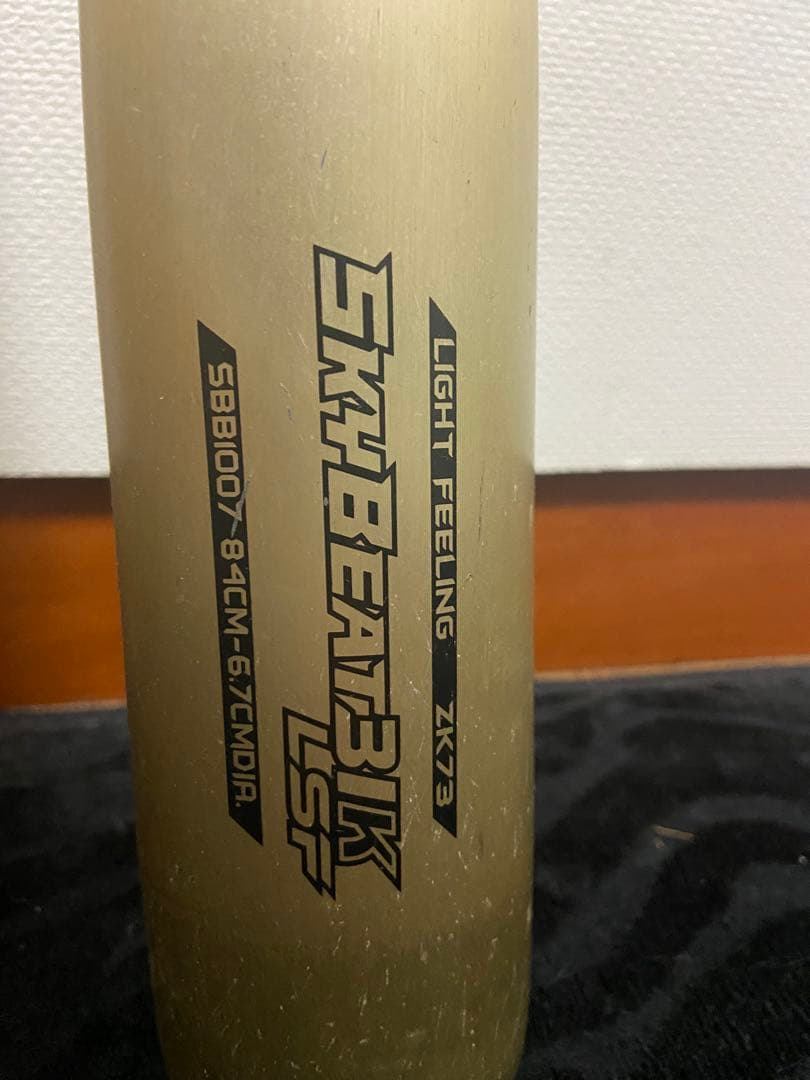 LIGHT FEELING ZK73
SKYBEAT31K
LSF
SBB1007-84CM-6.7CMDIA.